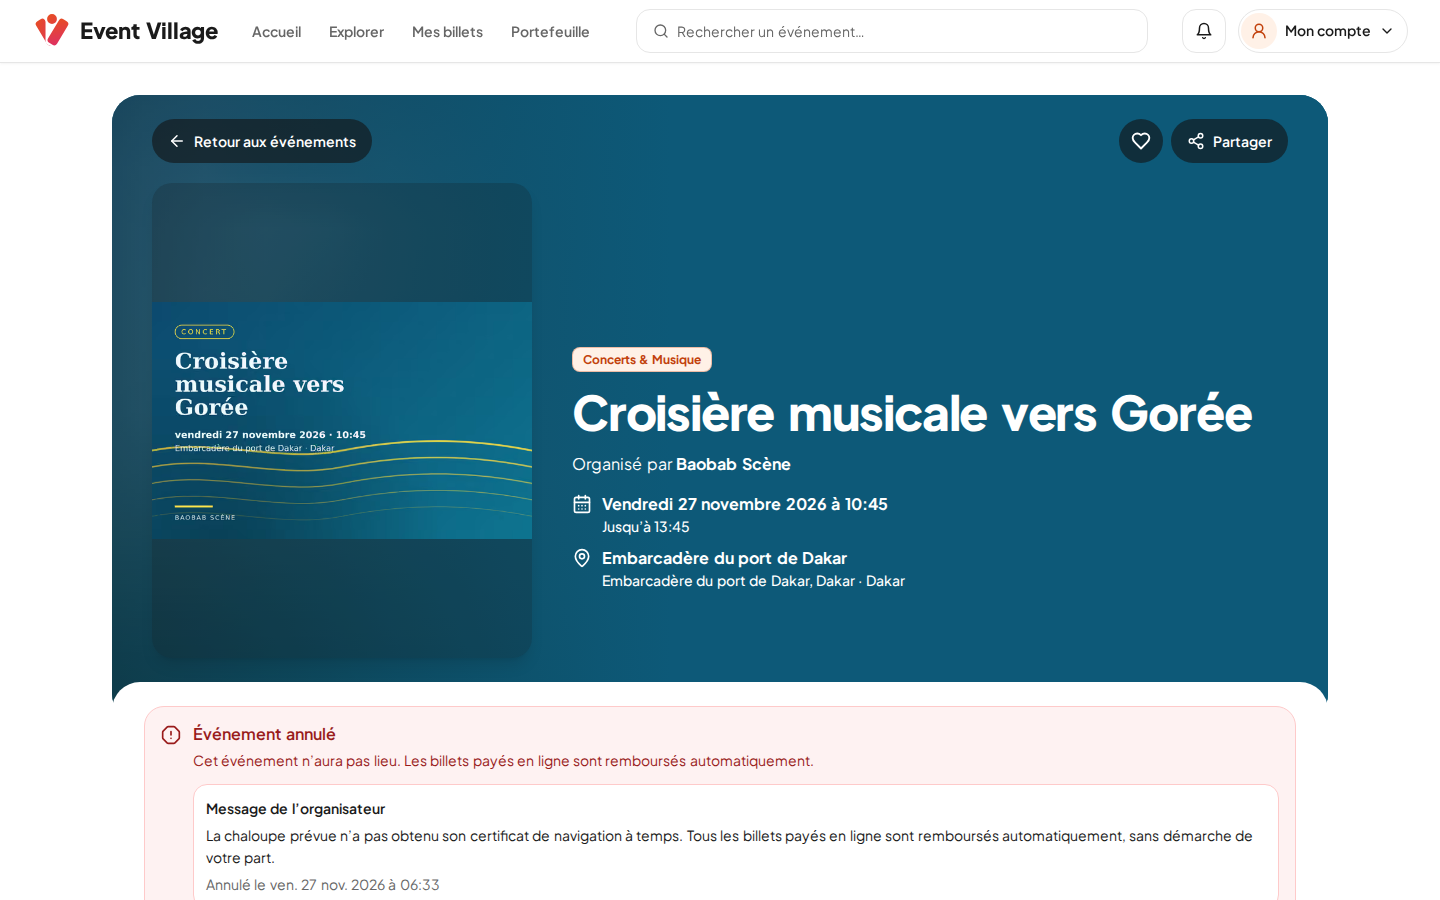 Event Village
Accueil
Explorer
Mes billets
Portefeuille
Rechercher un événement...
Mon compte
Retour aux événements
Partager
CONCERT
Croisière
musicale vers
Gorée
vendredi 27 novembre 2026 · 10:45
Embarcadère du port de Dakar · Dakar
BAOBAB SCÈNE
Concerts & Musique
Croisière musicale vers Gorée
Organisé par Baobab Scène
Vendredi 27 novembre 2026 à 10:45
Jusqu'à 13:45
Embarcadère du port de Dakar
Embarcadère du port de Dakar, Dakar · Dakar
Événement annulé
Cet événement n'aura pas lieu. Les billets payés en ligne sont remboursés automatiquement.
Message de l'organisateur
La chaloupe prévue n'a pas obtenu son certificat de navigation à temps. Tous les billets payés en ligne sont remboursés automatiquement, sans démarche de
votre part.
Annulé le ven. 27 nov. 2026 à 06:33